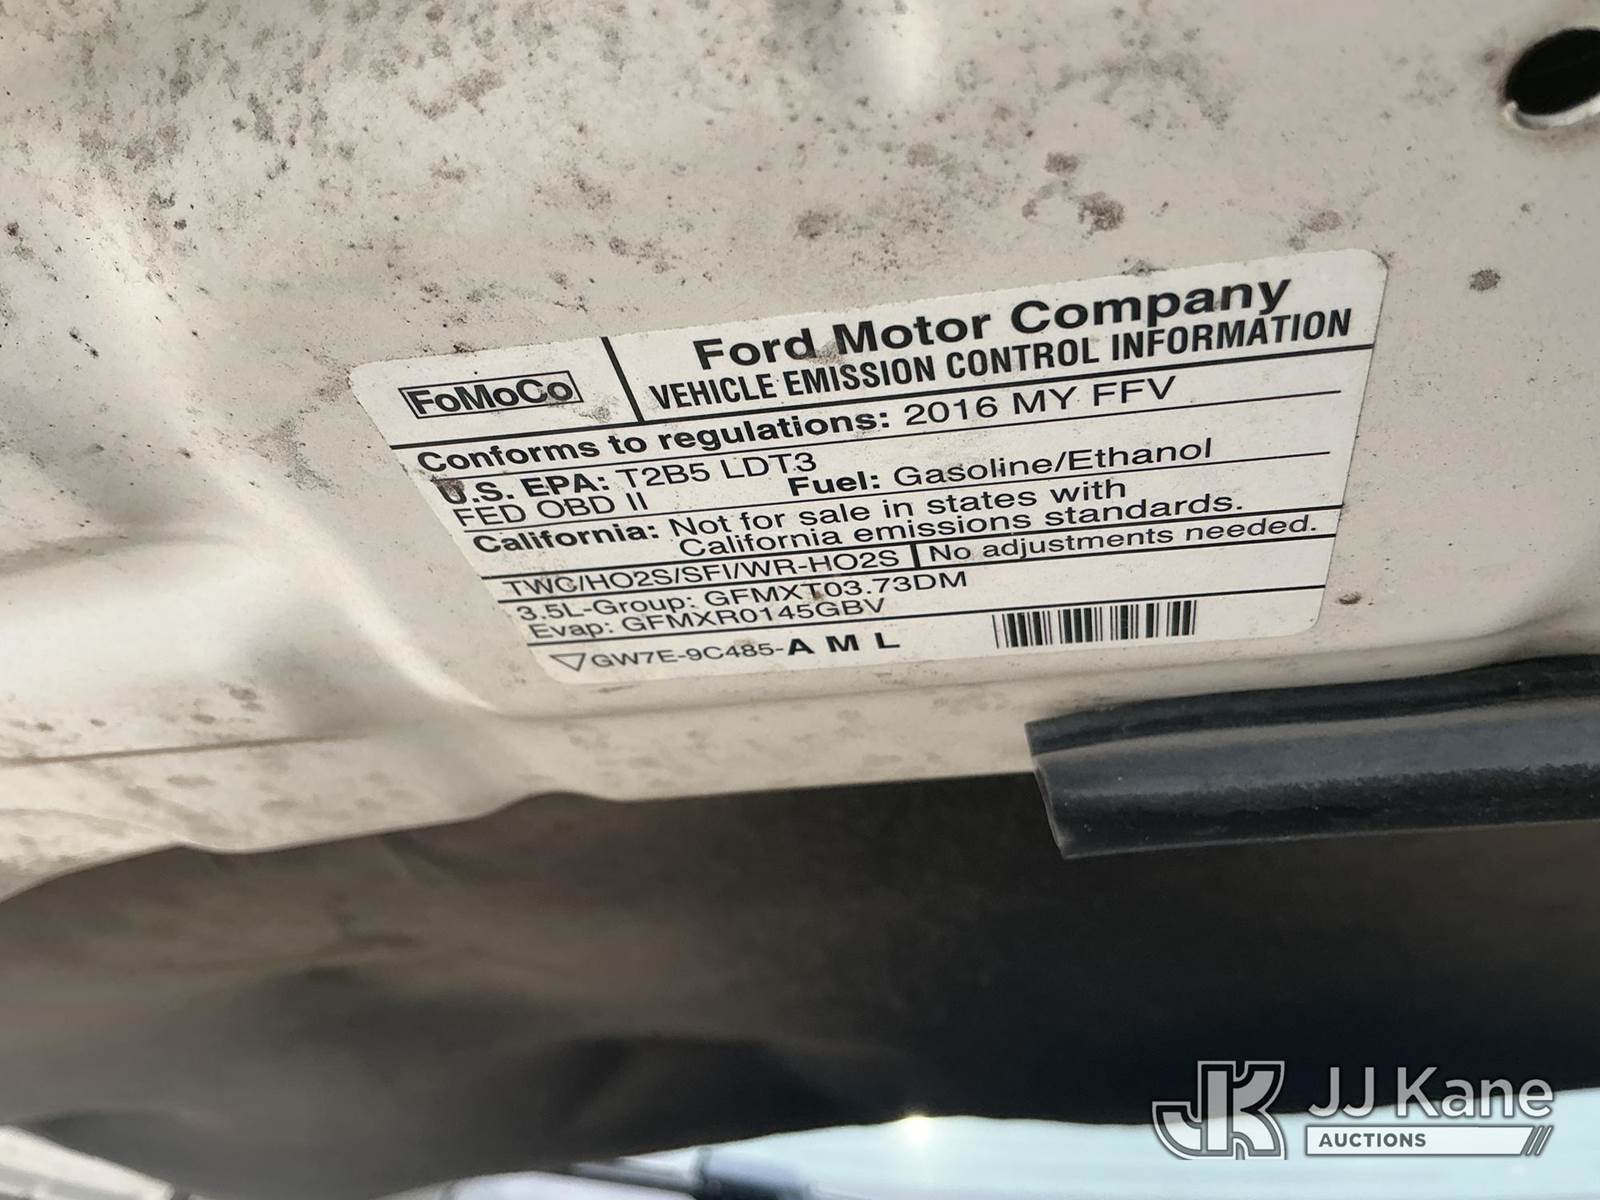 FoMoCo
Ford Motor Company
VEHICLE EMISSION CONTROL INFORMATION
Conforms to regulations: 2016 MY FFV
U.S. EPA: T2B5 LDT3
FED OBD II
Fuel: Gasoline/Ethanol
California: Not for sale in states with
California emissions standards.
TWC/HO2S/SFI/WR-HO2S
No adjustments needed.
3.5L-Group: GFMXT03.73DM
Evap: GFMXR0145GBV
GW7E-9C485-A M L
JK
JJ Kane
AUCTIONS